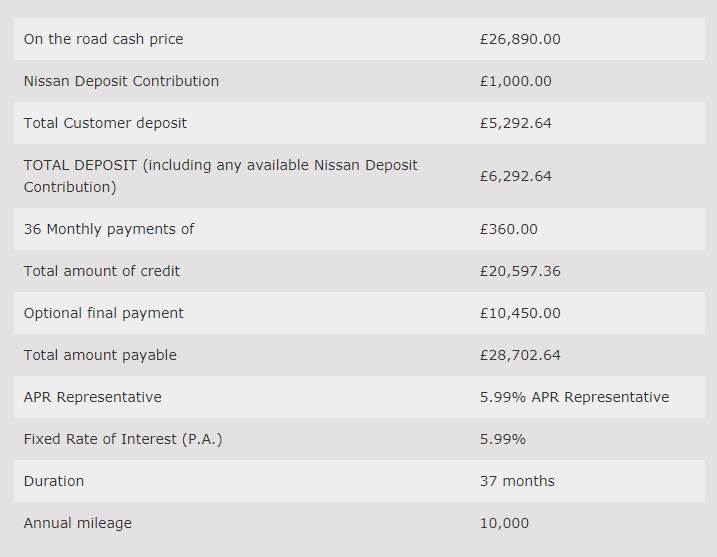 On the road cash price £26,890.00
Nissan Deposit Contribution £1,000.00
Total Customer deposit £5,292.64
TOTAL DEPOSIT (including any available Nissan Deposit
Contribution) £6,292.64
36 Monthly payments of £360.00
Total amount of credit £20,597.36
Optional final payment £10,450.00
Total amount payable £28,702.64
APR Representative 5.99% APR Representative
Fixed Rate of Interest (P.A.) 5.99%
Duration 37 months
Annual mileage 10,000